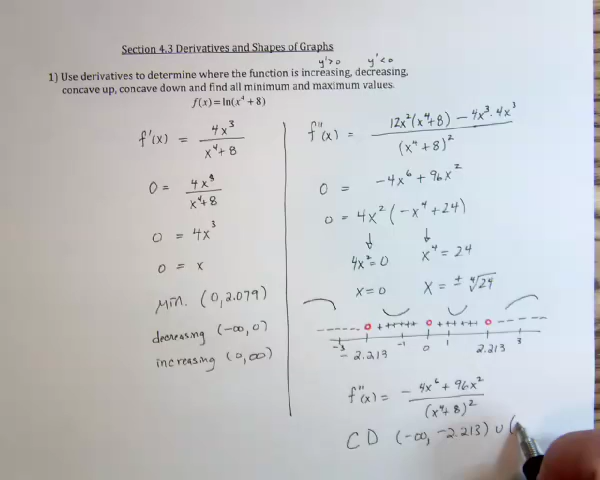 Section 4.3 Derivatives and Shapes of Graphs
y'>0 y'<0
1) Use derivatives to determine where the function is increasing, decreasing,
concave up, concave down and find all minimum and maximum values.
f(x) = ln(x⁴ + 8)
f'(x) = 4x³ / (x⁴+8)
0 = 4x³ / (x⁴+8)
0 = 4x³
0 = x
Min. (0, 2.079)
decreasing (-∞, 0)
increasing (0, ∞)
f''(x) = 12x²(x⁴+8) - 4x³·4x³ / (x⁴+8)²
0 = -4x⁶ + 96x²
0 = 4x²(-x⁴ + 24)
4x²=0 x⁴ = 24
x=0 x = ± ⁴√24
----- o +++++ o ++++ o -----
-3 -2.213 -1 0 1 2.213 3
f''(x) = -4x⁶ + 96x² / (x⁴+8)²
CD (-∞, -2.213) ∪ (